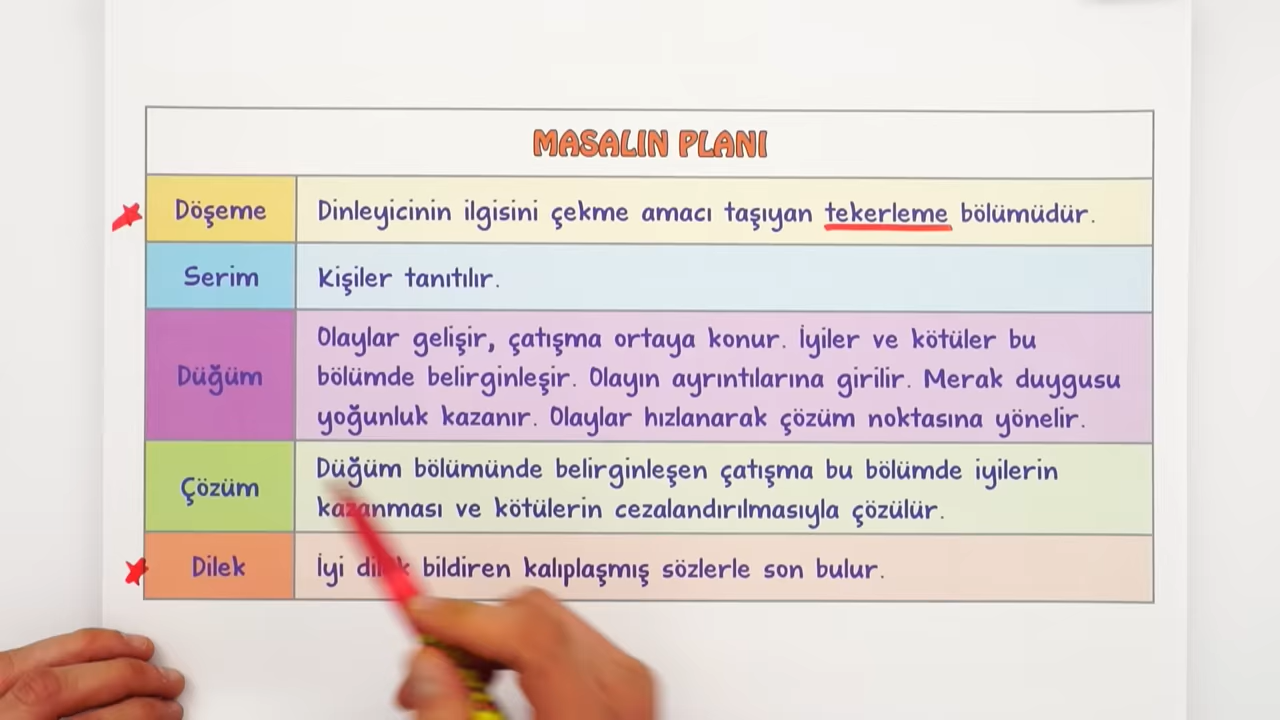 MASALIN PLANI
Döşeme
Dinleyicinin ilgisini çekme amacı taşıyan tekerleme bölümüdür.
Serim
Kişiler tanıtılır.
Düğüm
Olaylar gelişir, çatışma ortaya konur. İyiler ve kötüler bu
bölümde belirginleşir. Olayın ayrıntılarına girilir. Merak duygusu
yoğunluk kazanır. Olaylar hızlanarak çözüm noktasına yönelir.
Çözüm
Düğüm bölümünde belirginleşen çatışma bu bölümde iyilerin
kazanması ve kötülerin cezalandırılmasıyla çözülür.
Dilek
İyi dilek bildiren kalıplaşmış sözlerle son bulur.